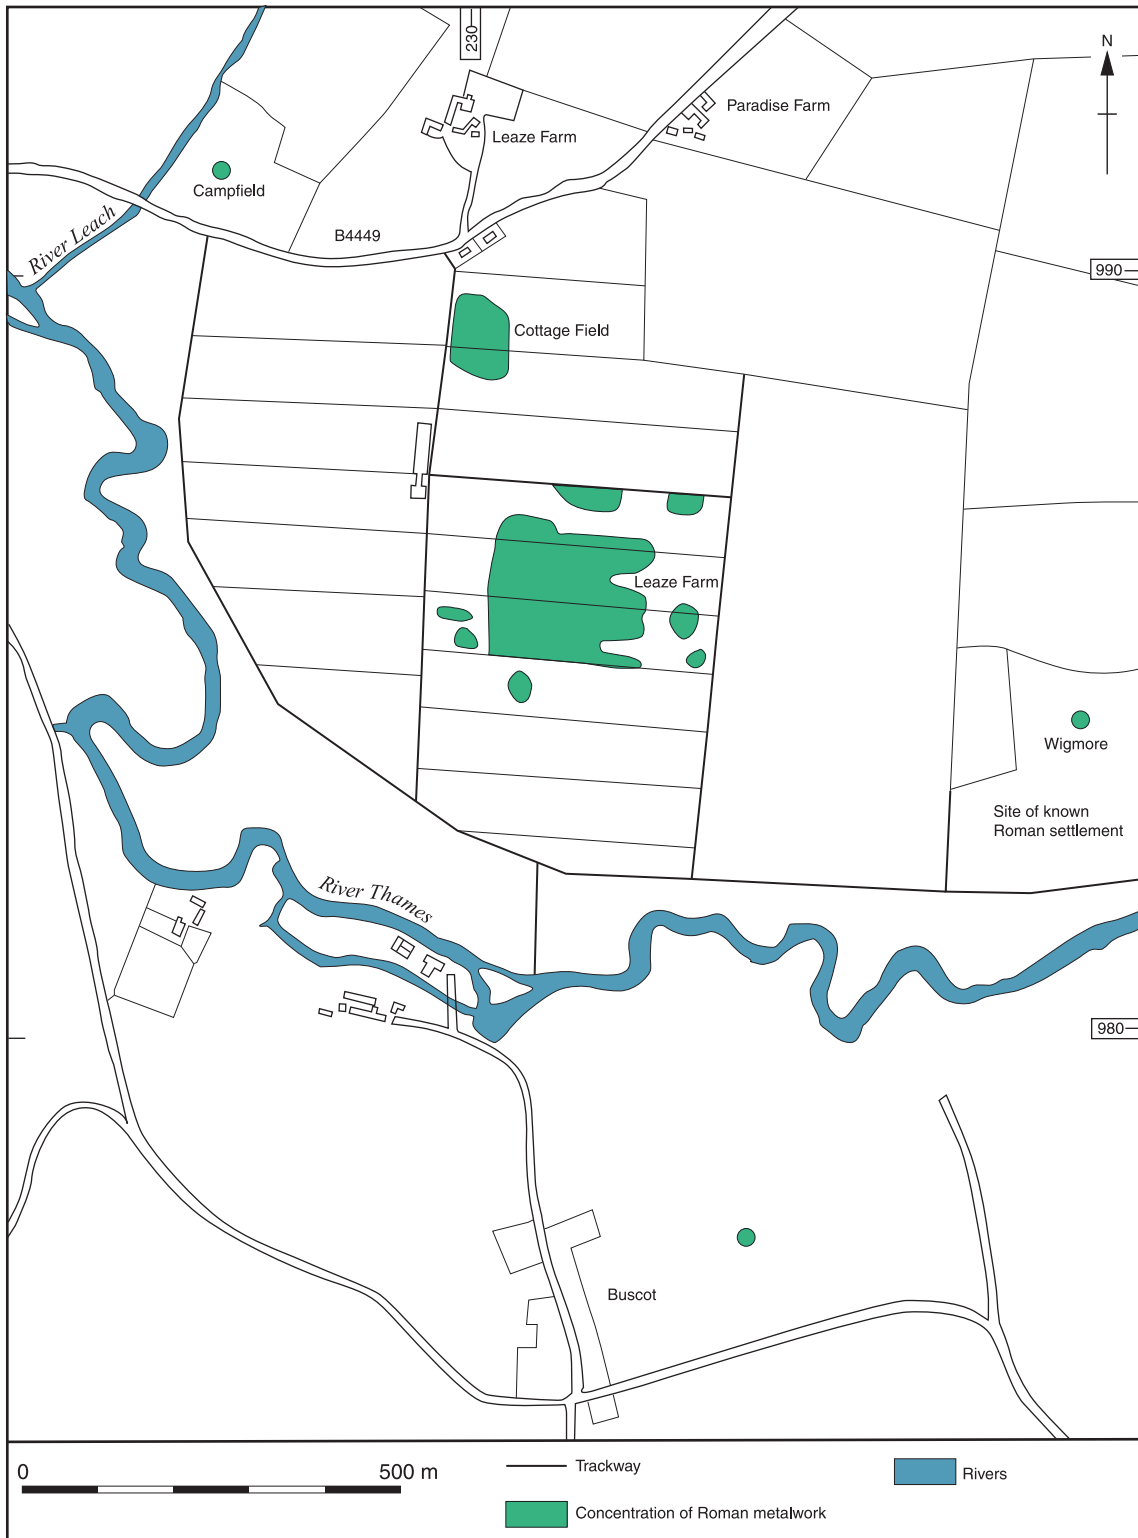 230
N
Paradise Farm
Leaze Farm
Campfield
River Leach
B4449
990
Cottage Field
Leaze Farm
Wigmore
Site of known
Roman settlement
River Thames
980
Buscot
0
500 m
Trackway
Rivers
Concentration of Roman metalwork